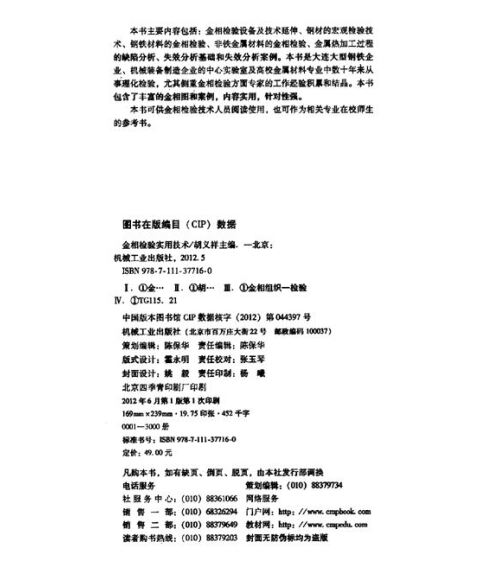 本书主要内容包括：金相检验设备及技术延伸、钢材的宏观检验技
术、钢铁材料的金相检验、非铁金属材料的金相检验、金属热加工过程
的缺陷分析、失效分析基础和失效分析案例。本书是大连大型钢铁企
业、机械装备制造企业的中心实验室及高校金属材料专业中数十年来从
事理化检验，尤其侧重金相检验方面专家的工作经验积累和结晶。本书
包含了丰富的金相图和案例，内容实用，针对性强。
本书可供金相检验技术人员阅读使用，也可作为相关专业在校师生
的参考书。
图书在版编目（CIP）数据
金相检验实用技术/胡义祥主编. —北京：
机械工业出版社，2012.5
ISBN 978-7-111-37716-0
Ⅰ. ①金… Ⅱ. ①胡… Ⅲ. ①金相组织—检验
Ⅳ. ①TG115. 21
中国版本图书馆 CIP 数据核字（2012）第 044397 号
机械工业出版社（北京市百万庄大街22号 邮政编码 100037）
策划编辑：陈保华 责任编辑：陈保华
版式设计：霍永明 责任校对：张玉琴
封面设计：姚 毅 责任印制：杨 曦
北京四季青印刷厂印刷
2012 年 6 月第 1 版第 1 次印刷
169mm×239mm·19.75 印张·452 千字
0001—3000 册
标准书号：ISBN 978-7-111-37716-0
定价：49.00 元
凡购本书，如有缺页、倒页、脱页，由本社发行部调换
电话服务 策划编辑：（010）88379734
社 服 务 中 心：（010）88361066 网络服务
销 售 一 部：（010）68326294 门户网：http：//www.cmpbook.com
销 售 二 部：（010）88379649 教材网：http：//www.cmpedu.com
读者购书热线：（010）88379203 封面无防伪标均为盗版